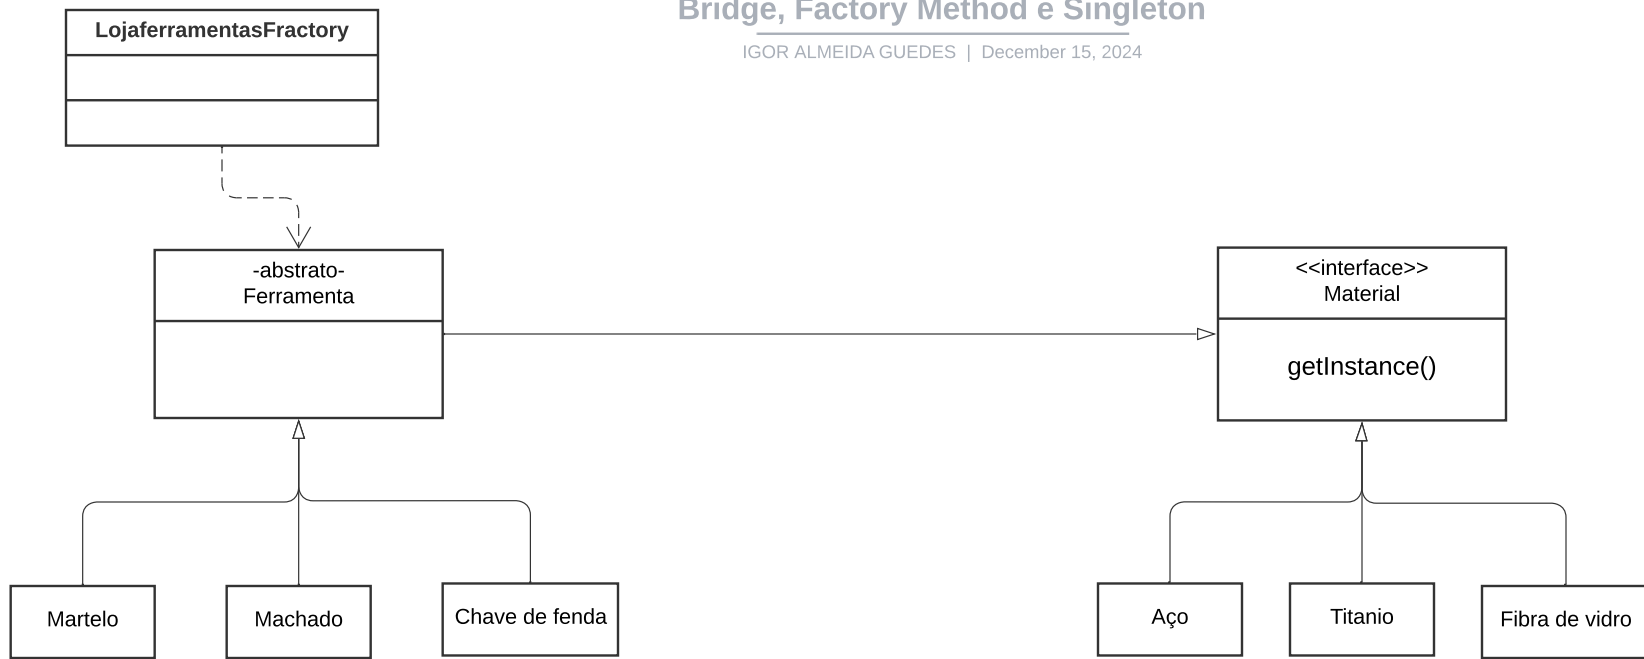 Bridge, Factory Method e Singleton
IGOR ALMEIDA GUEDES | December 15, 2024
LojaferramentasFractory
-abstrato-
Ferramenta
<<interface>>
Material
getInstance()
Martelo
Machado
Chave de fenda
Aço
Titanio
Fibra de vidro